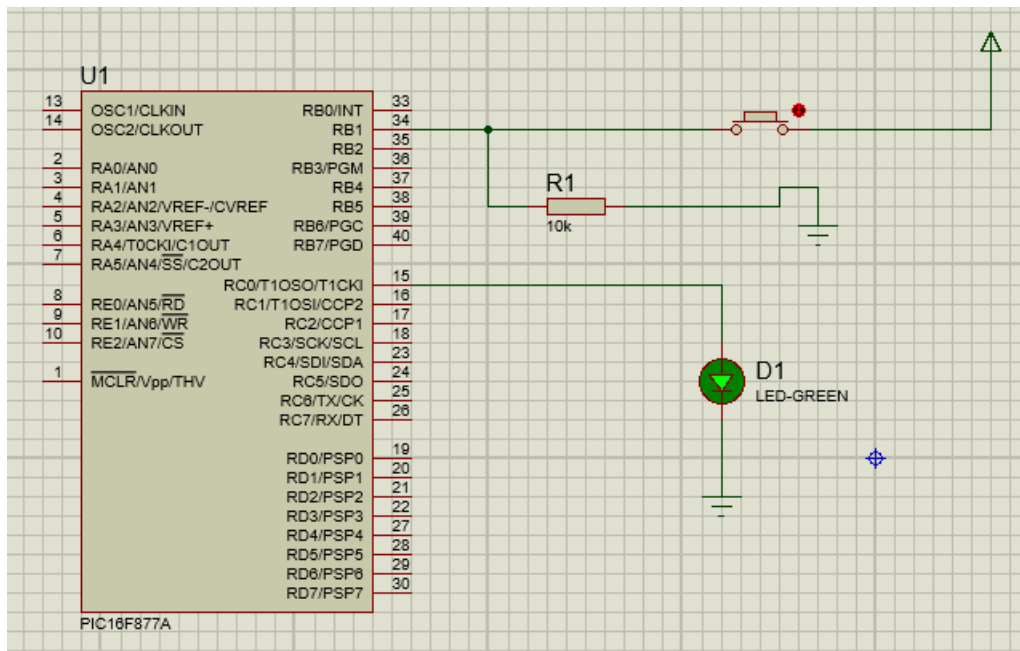 U1
13 OSC1/CLKIN RB0/INT 33
14 OSC2/CLKOUT RB1 34
RB2 35
2 RA0/AN0 RB3/PGM 36
3 RA1/AN1 RB4 37
4 RA2/AN2/VREF-/CVREF RB5 38
5 RA3/AN3/VREF+ RB6/PGC 39
6 RA4/T0CKI/C1OUT RB7/PGD 40
7 RA5/AN4/SS/C2OUT
RC0/T1OSO/T1CKI 15
8 RE0/AN5/RD RC1/T1OSI/CCP2 16
9 RE1/AN6/WR RC2/CCP1 17
10 RE2/AN7/CS RC3/SCK/SCL 18
RC4/SDI/SDA 23
1 MCLR/Vpp/THV RC5/SDO 24
RC6/TX/CK 25
RC7/RX/DT 26
RD0/PSP0 19
RD1/PSP1 20
RD2/PSP2 21
RD3/PSP3 22
RD4/PSP4 27
RD5/PSP5 28
RD6/PSP6 29
RD7/PSP7 30
PIC16F877A
R1
10k
D1
LED-GREEN